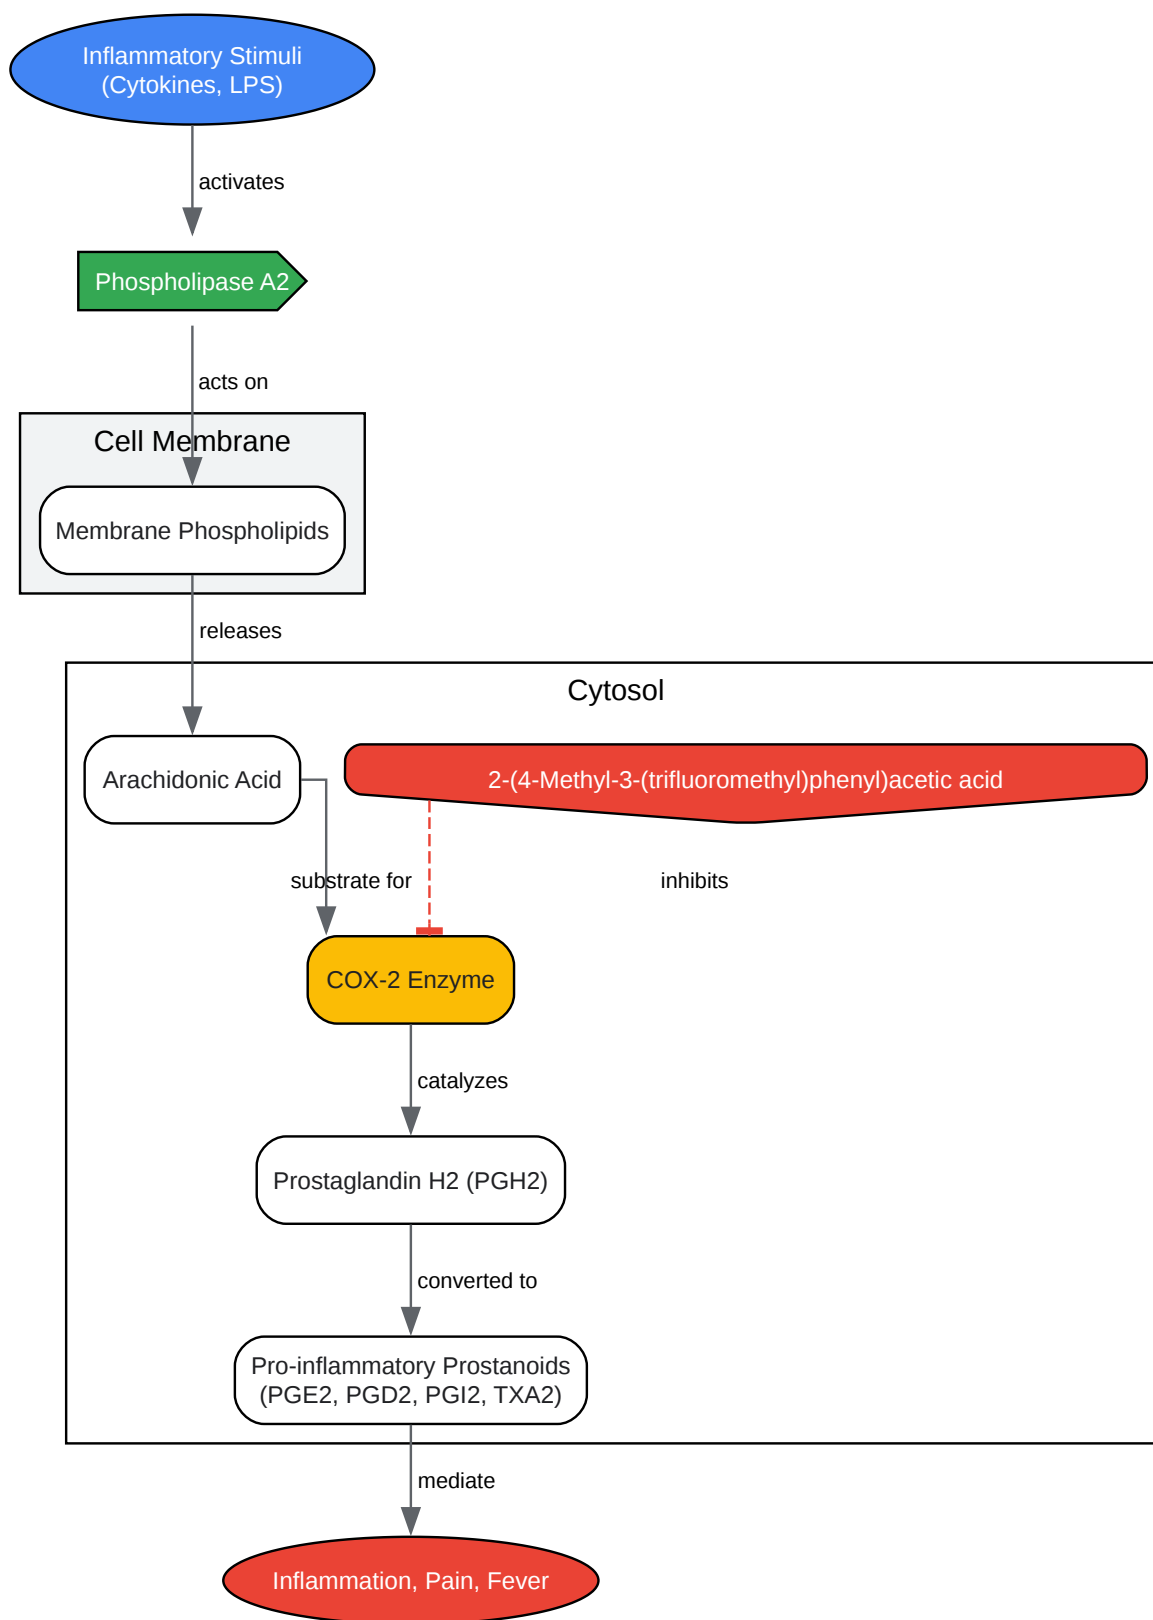 Inflammatory Stimuli
(Cytokines, LPS)
activates
Phospholipase A2
acts on
Cell Membrane
Membrane Phospholipids
releases
Cytosol
Arachidonic Acid
2-(4-Methyl-3-(trifluoromethyl)phenyl)acetic acid
substrate for
inhibits
COX-2 Enzyme
catalyzes
Prostaglandin H2 (PGH2)
converted to
Pro-inflammatory Prostanoids
(PGE2, PGD2, PGI2, TXA2)
mediate
Inflammation, Pain, Fever